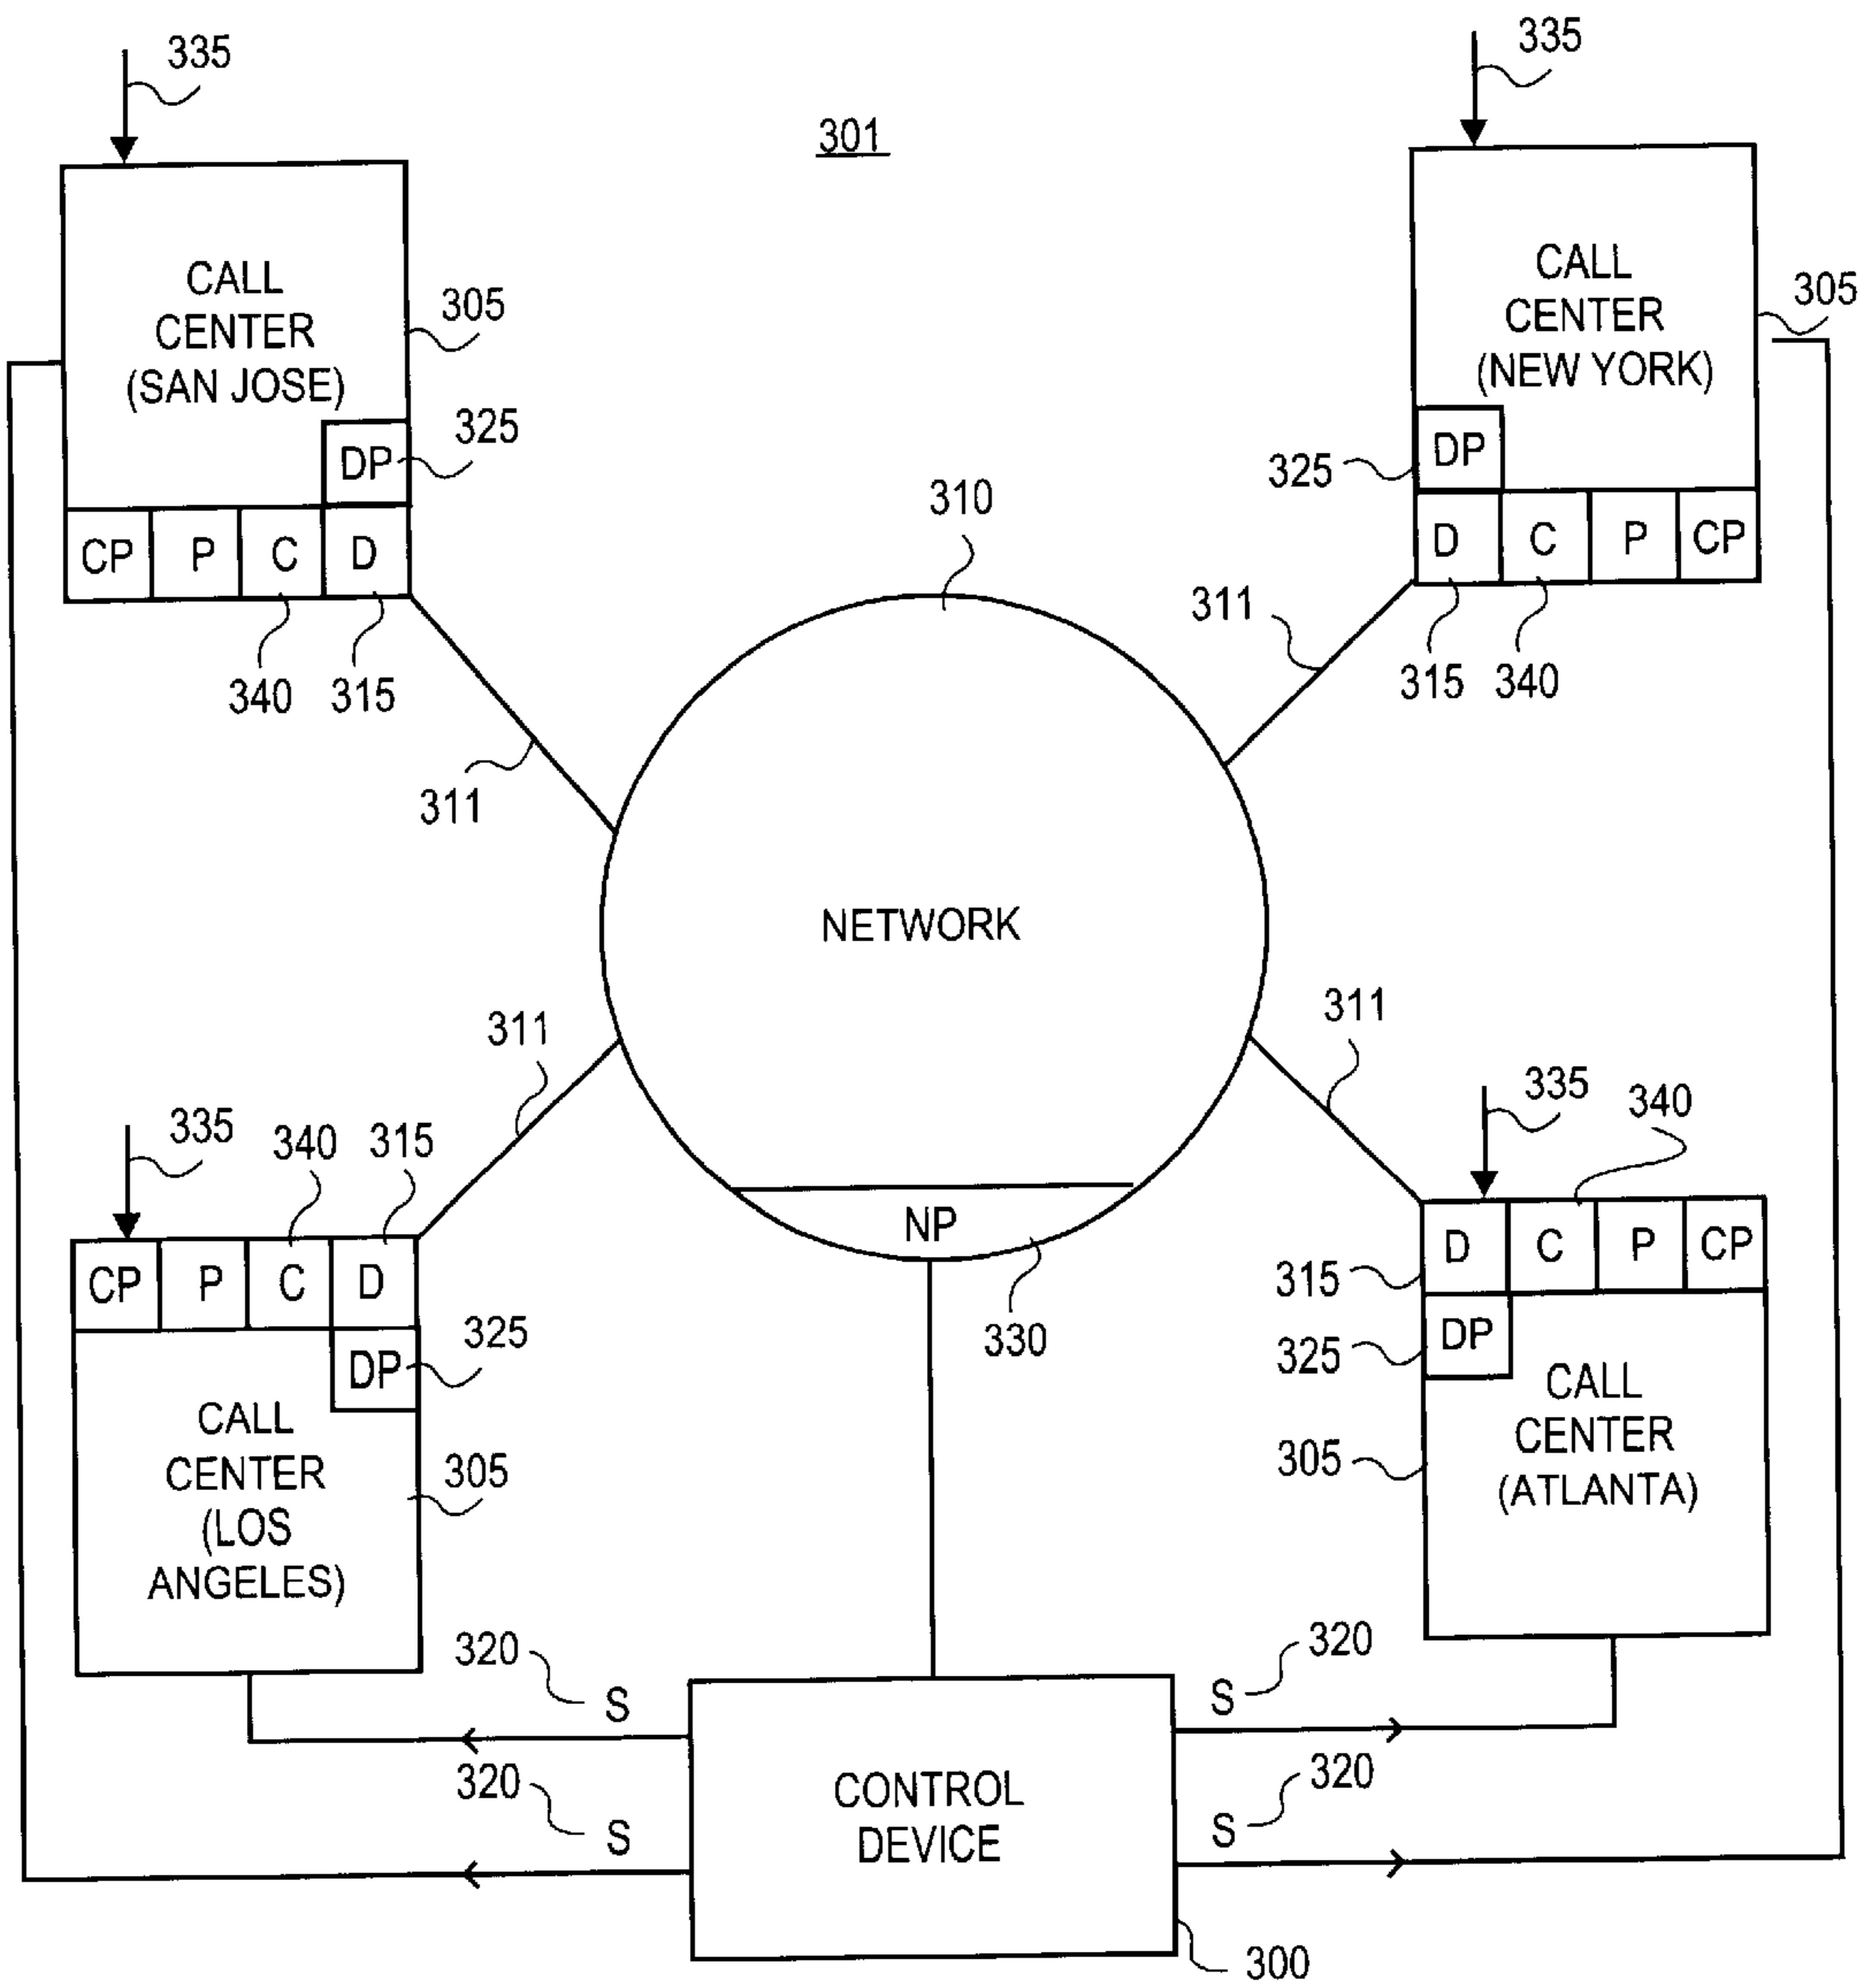 335
335
301
CALL
CENTER
(SAN JOSE)
305
CALL
CENTER
(NEW YORK)
305
DP
325
325
DP
CP P C D
D C P CP
340
315
315
340
310
311
311
NETWORK
311
311
335
340
315
335
340
CP P C D
D C P CP
NP
330
315
DP
325
325
DP
CALL
CENTER
(LOS
ANGELES)
305
305
CALL
CENTER
(ATLANTA)
320
S
S
320
320
S
S
320
CONTROL
DEVICE
300